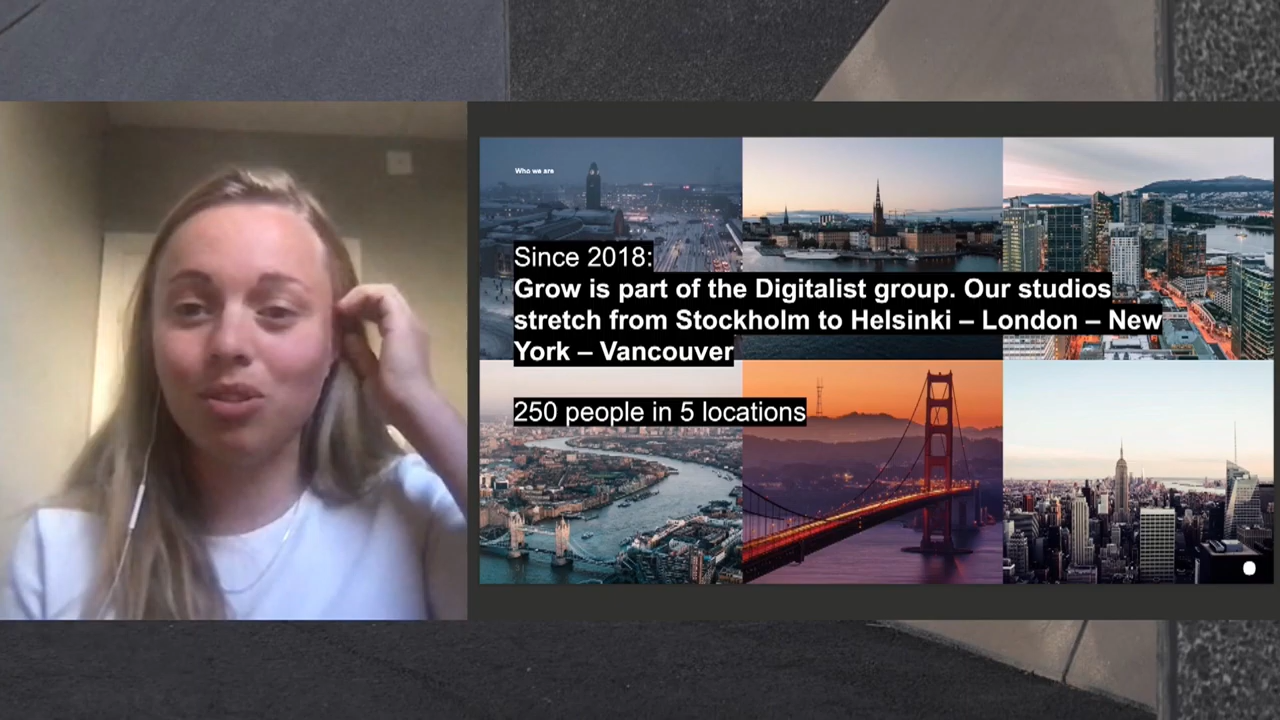 Who we are
Since 2018:
Grow is part of the Digitalist group. Our studios
stretch from Stockholm to Helsinki – London – New
York – Vancouver
250 people in 5 locations